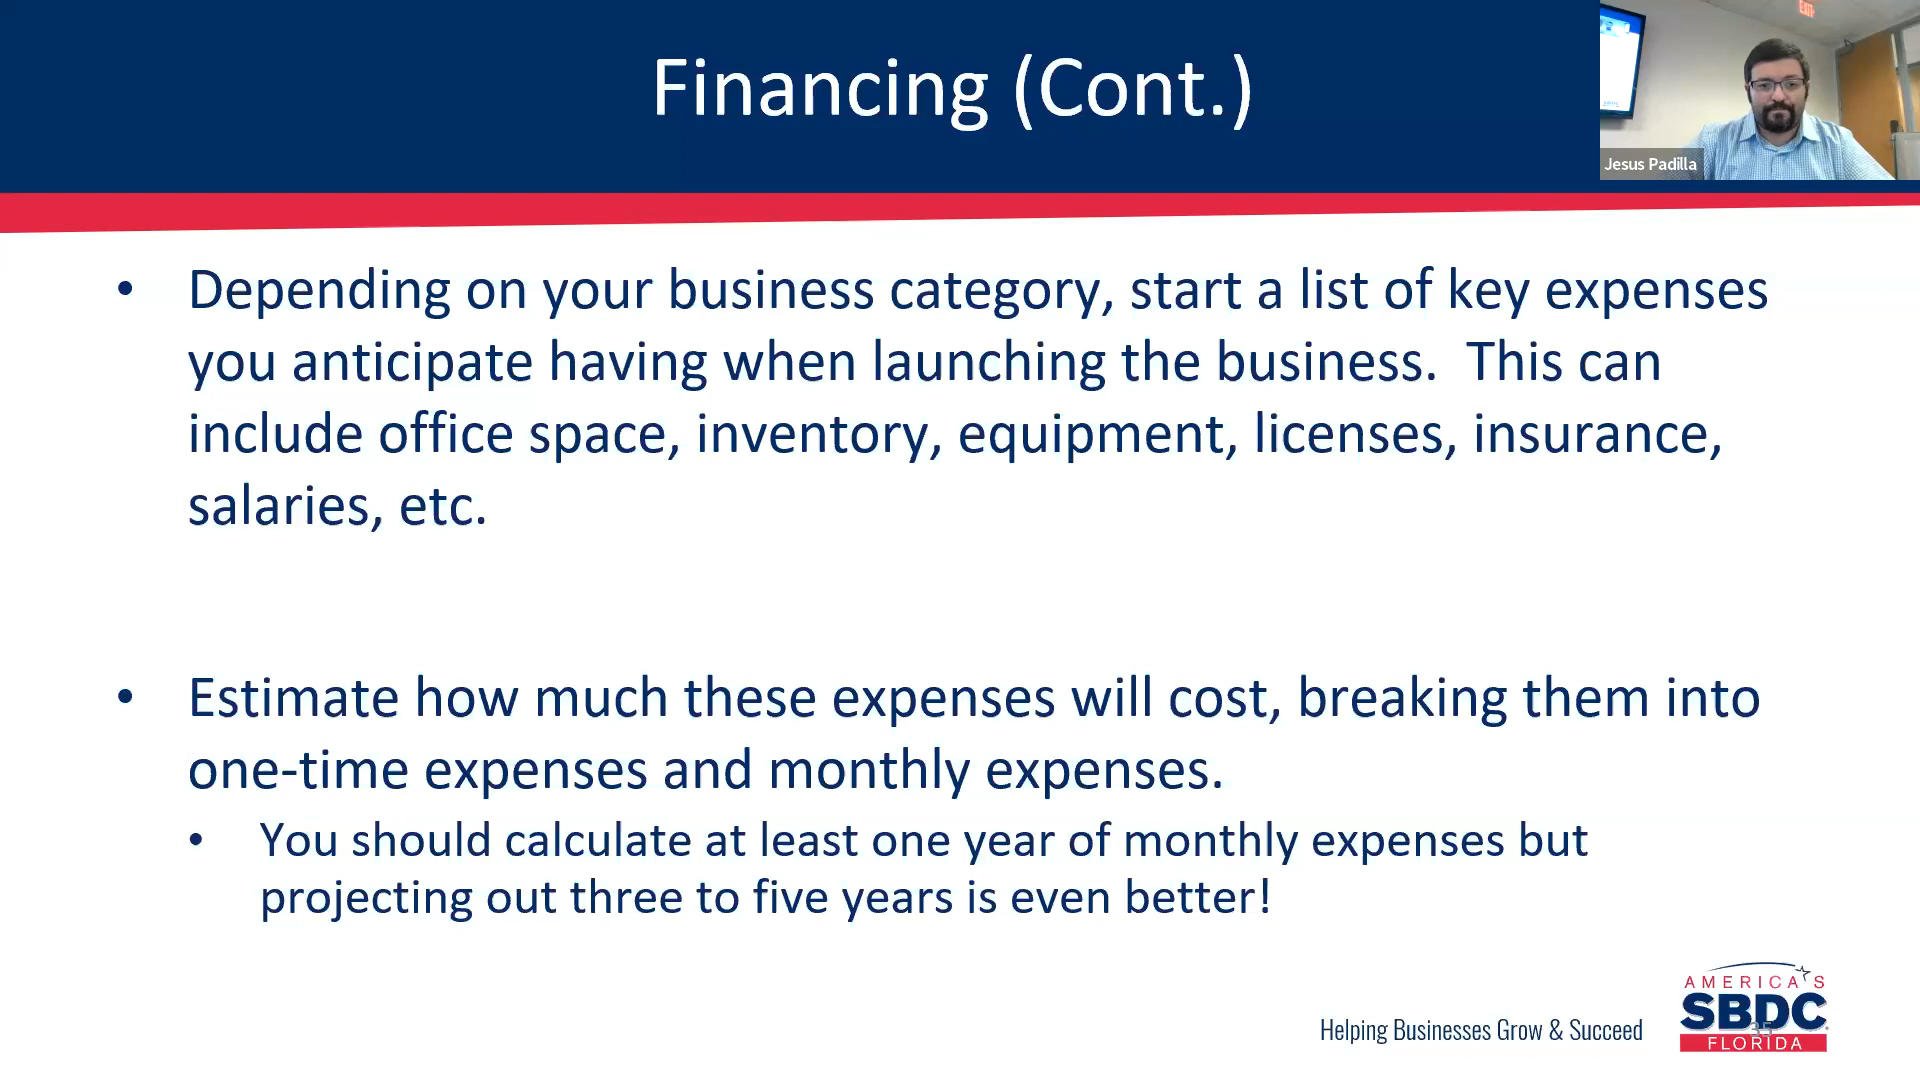 Financing (Cont.)
EXIT
Jesus Padilla
• Depending on your business category, start a list of key expenses
you anticipate having when launching the business.  This can
include office space, inventory, equipment, licenses, insurance,
salaries, etc.
• Estimate how much these expenses will cost, breaking them into
one-time expenses and monthly expenses.
• You should calculate at least one year of monthly expenses but
projecting out three to five years is even better!
Helping Businesses Grow & Succeed
AMERICA'S
SBDC
35
FLORIDA